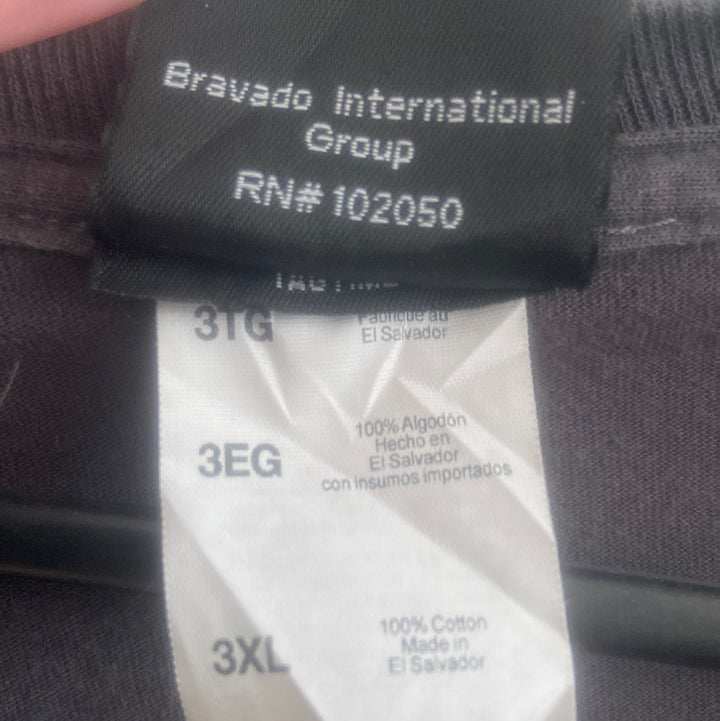 Bravado International
Group
RN# 102050
3TG
Fabriqué au
El Salvador
100% Algodón
3EG
Hecho en
El Salvador
con insumos importados
100% Cotton
3XL
Made in
El Salvador